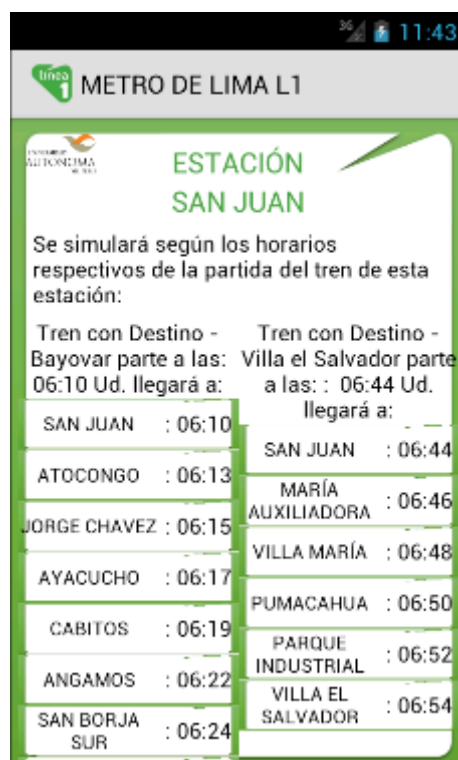 3G
11:43
línea
1
METRO DE LIMA L1
AUTONOMA
ESTACIÓN
SAN JUAN
Se simulará según los horarios
respectivos de la partida del tren de esta
estación:
Tren con Destino -
Bayovar parte a las:
06:10 Ud. llegará a:
SAN JUAN : 06:10
ATOCONGO : 06:13
JORGE CHAVEZ : 06:15
AYACUCHO : 06:17
CABITOS : 06:19
ANGAMOS : 06:22
SAN BORJA
SUR : 06:24
Tren con Destino -
Villa el Salvador parte
a las: : 06:44 Ud.
llegará a:
SAN JUAN : 06:44
MARÍA
AUXILIADORA : 06:46
VILLA MARÍA : 06:48
PUMACAHUA : 06:50
PARQUE
INDUSTRIAL : 06:52
VILLA EL
SALVADOR : 06:54